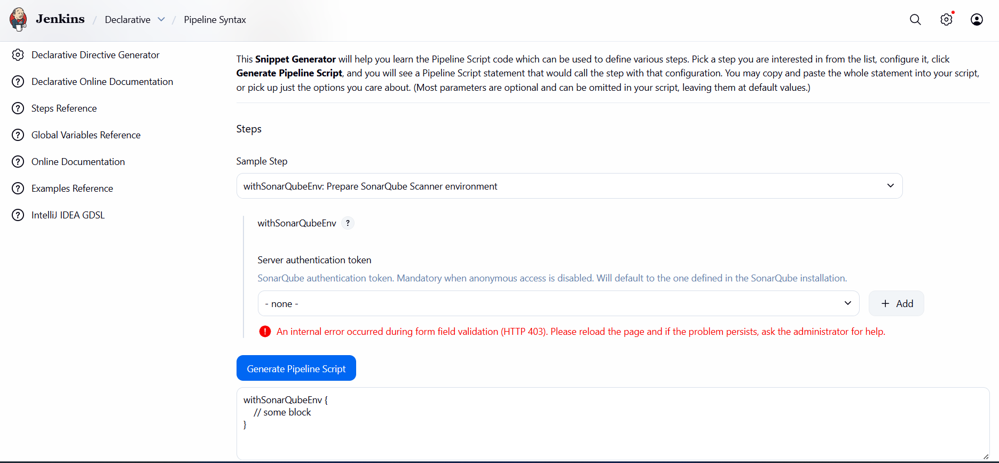 Jenkins / Declarative / Pipeline Syntax
Declarative Directive Generator
Declarative Online Documentation
Steps Reference
Global Variables Reference
Online Documentation
Examples Reference
IntelliJ IDEA GDSL
This Snippet Generator will help you learn the Pipeline Script code which can be used to define various steps. Pick a step you are interested in from the list, configure it, click
Generate Pipeline Script, and you will see a Pipeline Script statement that would call the step with that configuration. You may copy and paste the whole statement into your script,
or pick up just the options you care about. (Most parameters are optional and can be omitted in your script, leaving them at default values.)
Steps
Sample Step
withSonarQubeEnv: Prepare SonarQube Scanner environment
withSonarQubeEnv ?
Server authentication token
SonarQube authentication token. Mandatory when anonymous access is disabled. Will default to the one defined in the SonarQube installation.
- none -
+ Add
An internal error occurred during form field validation (HTTP 403). Please reload the page and if the problem persists, ask the administrator for help.
Generate Pipeline Script
withSonarQubeEnv {
    // some block
}